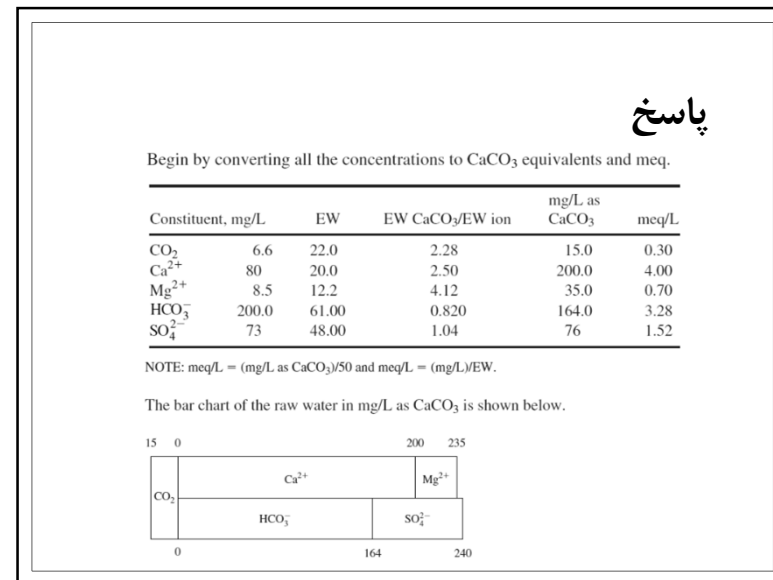 پاسخ
Begin by converting all the concentrations to CaCO₃ equivalents and meq.
Constituent, mg/L EW EW CaCO₃/EW ion mg/L as CaCO₃ meq/L
CO₂ 6.6 22.0 2.28 15.0 0.30
Ca²⁺ 80 20.0 2.50 200.0 4.00
Mg²⁺ 8.5 12.2 4.12 35.0 0.70
HCO₃⁻ 200.0 61.00 0.820 164.0 3.28
SO₄²⁻ 73 48.00 1.04 76 1.52
NOTE: meq/L = (mg/L as CaCO₃)/50 and meq/L = (mg/L)/EW.
The bar chart of the raw water in mg/L as CaCO₃ is shown below.
15 0 200 235
Ca²⁺ Mg²⁺
CO₂
HCO₃⁻ SO₄²⁻
0 164 240